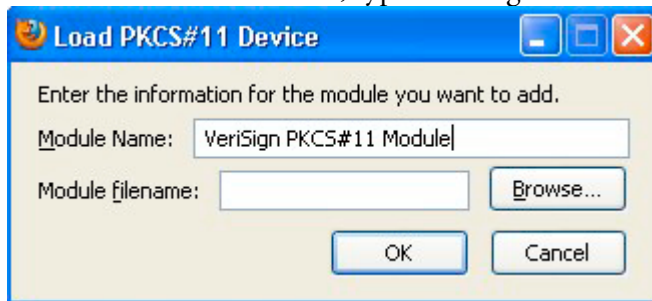 Load PKCS#11 Device
Enter the information for the module you want to add.
Module Name: VeriSign PKCS#11 Module
Module filename: Browse...
OK Cancel